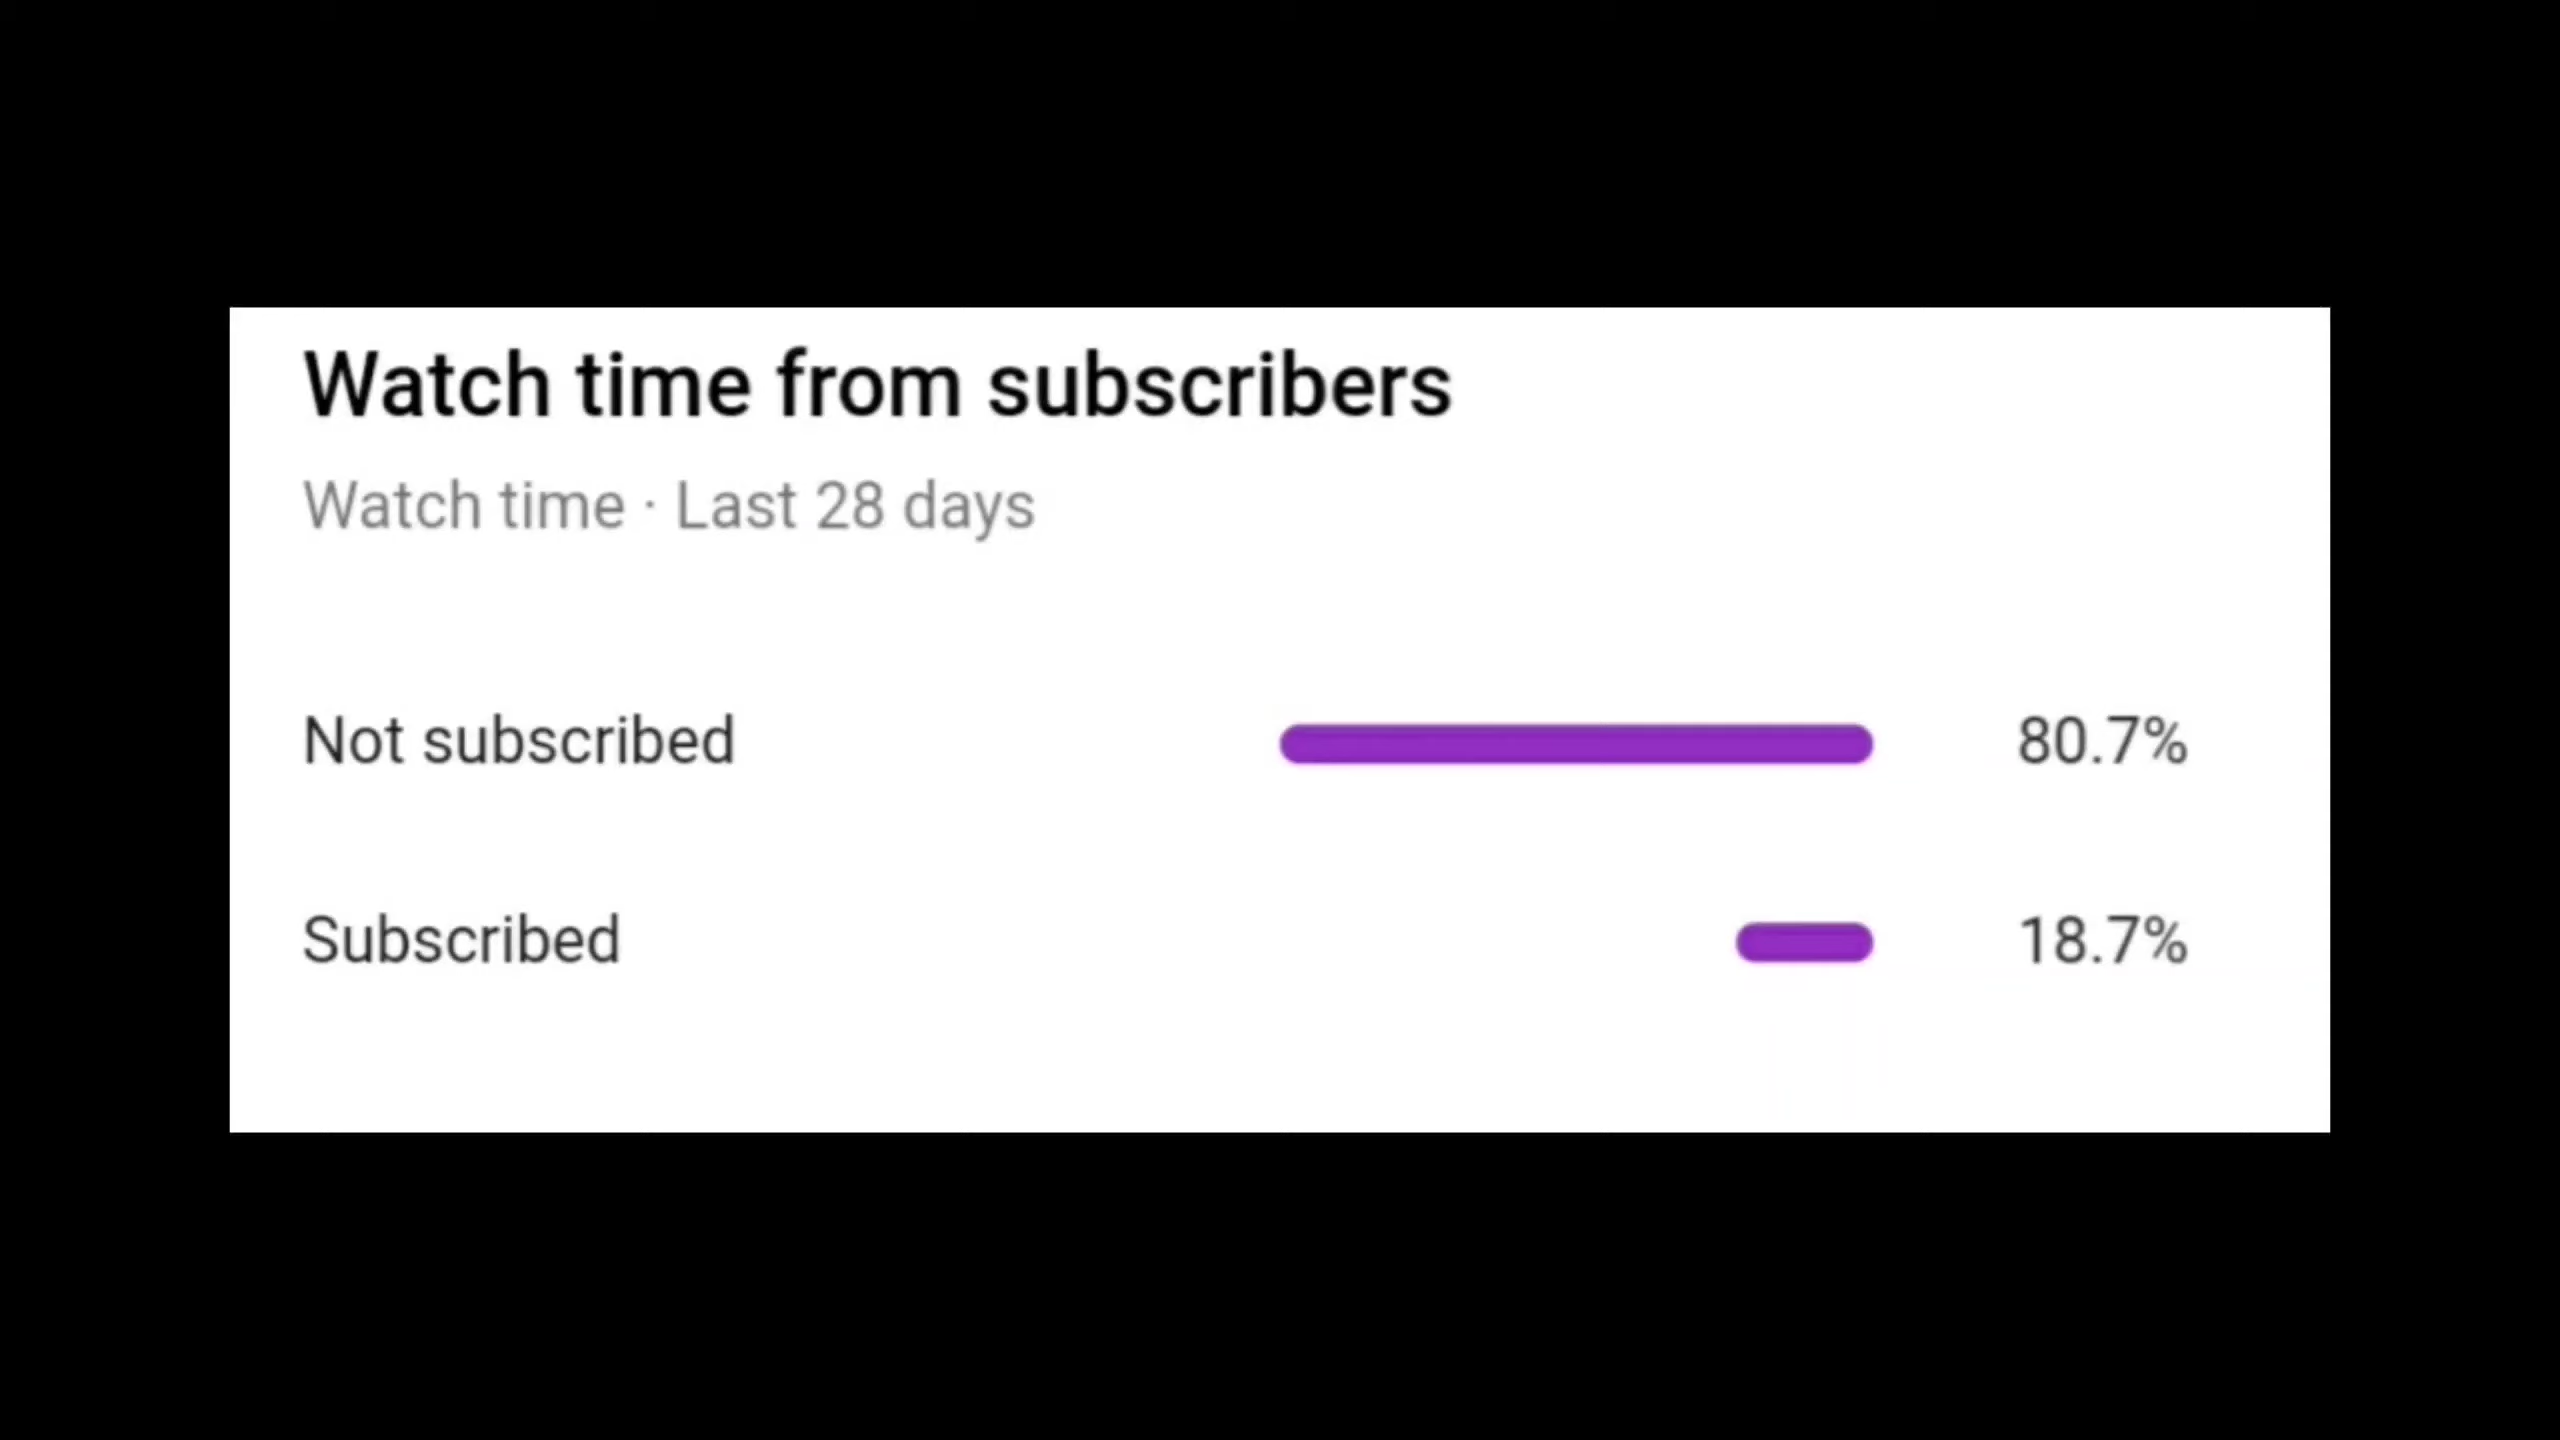 Watch time from subscribers
Watch time · Last 28 days
Not subscribed 80.7%
Subscribed 18.7%